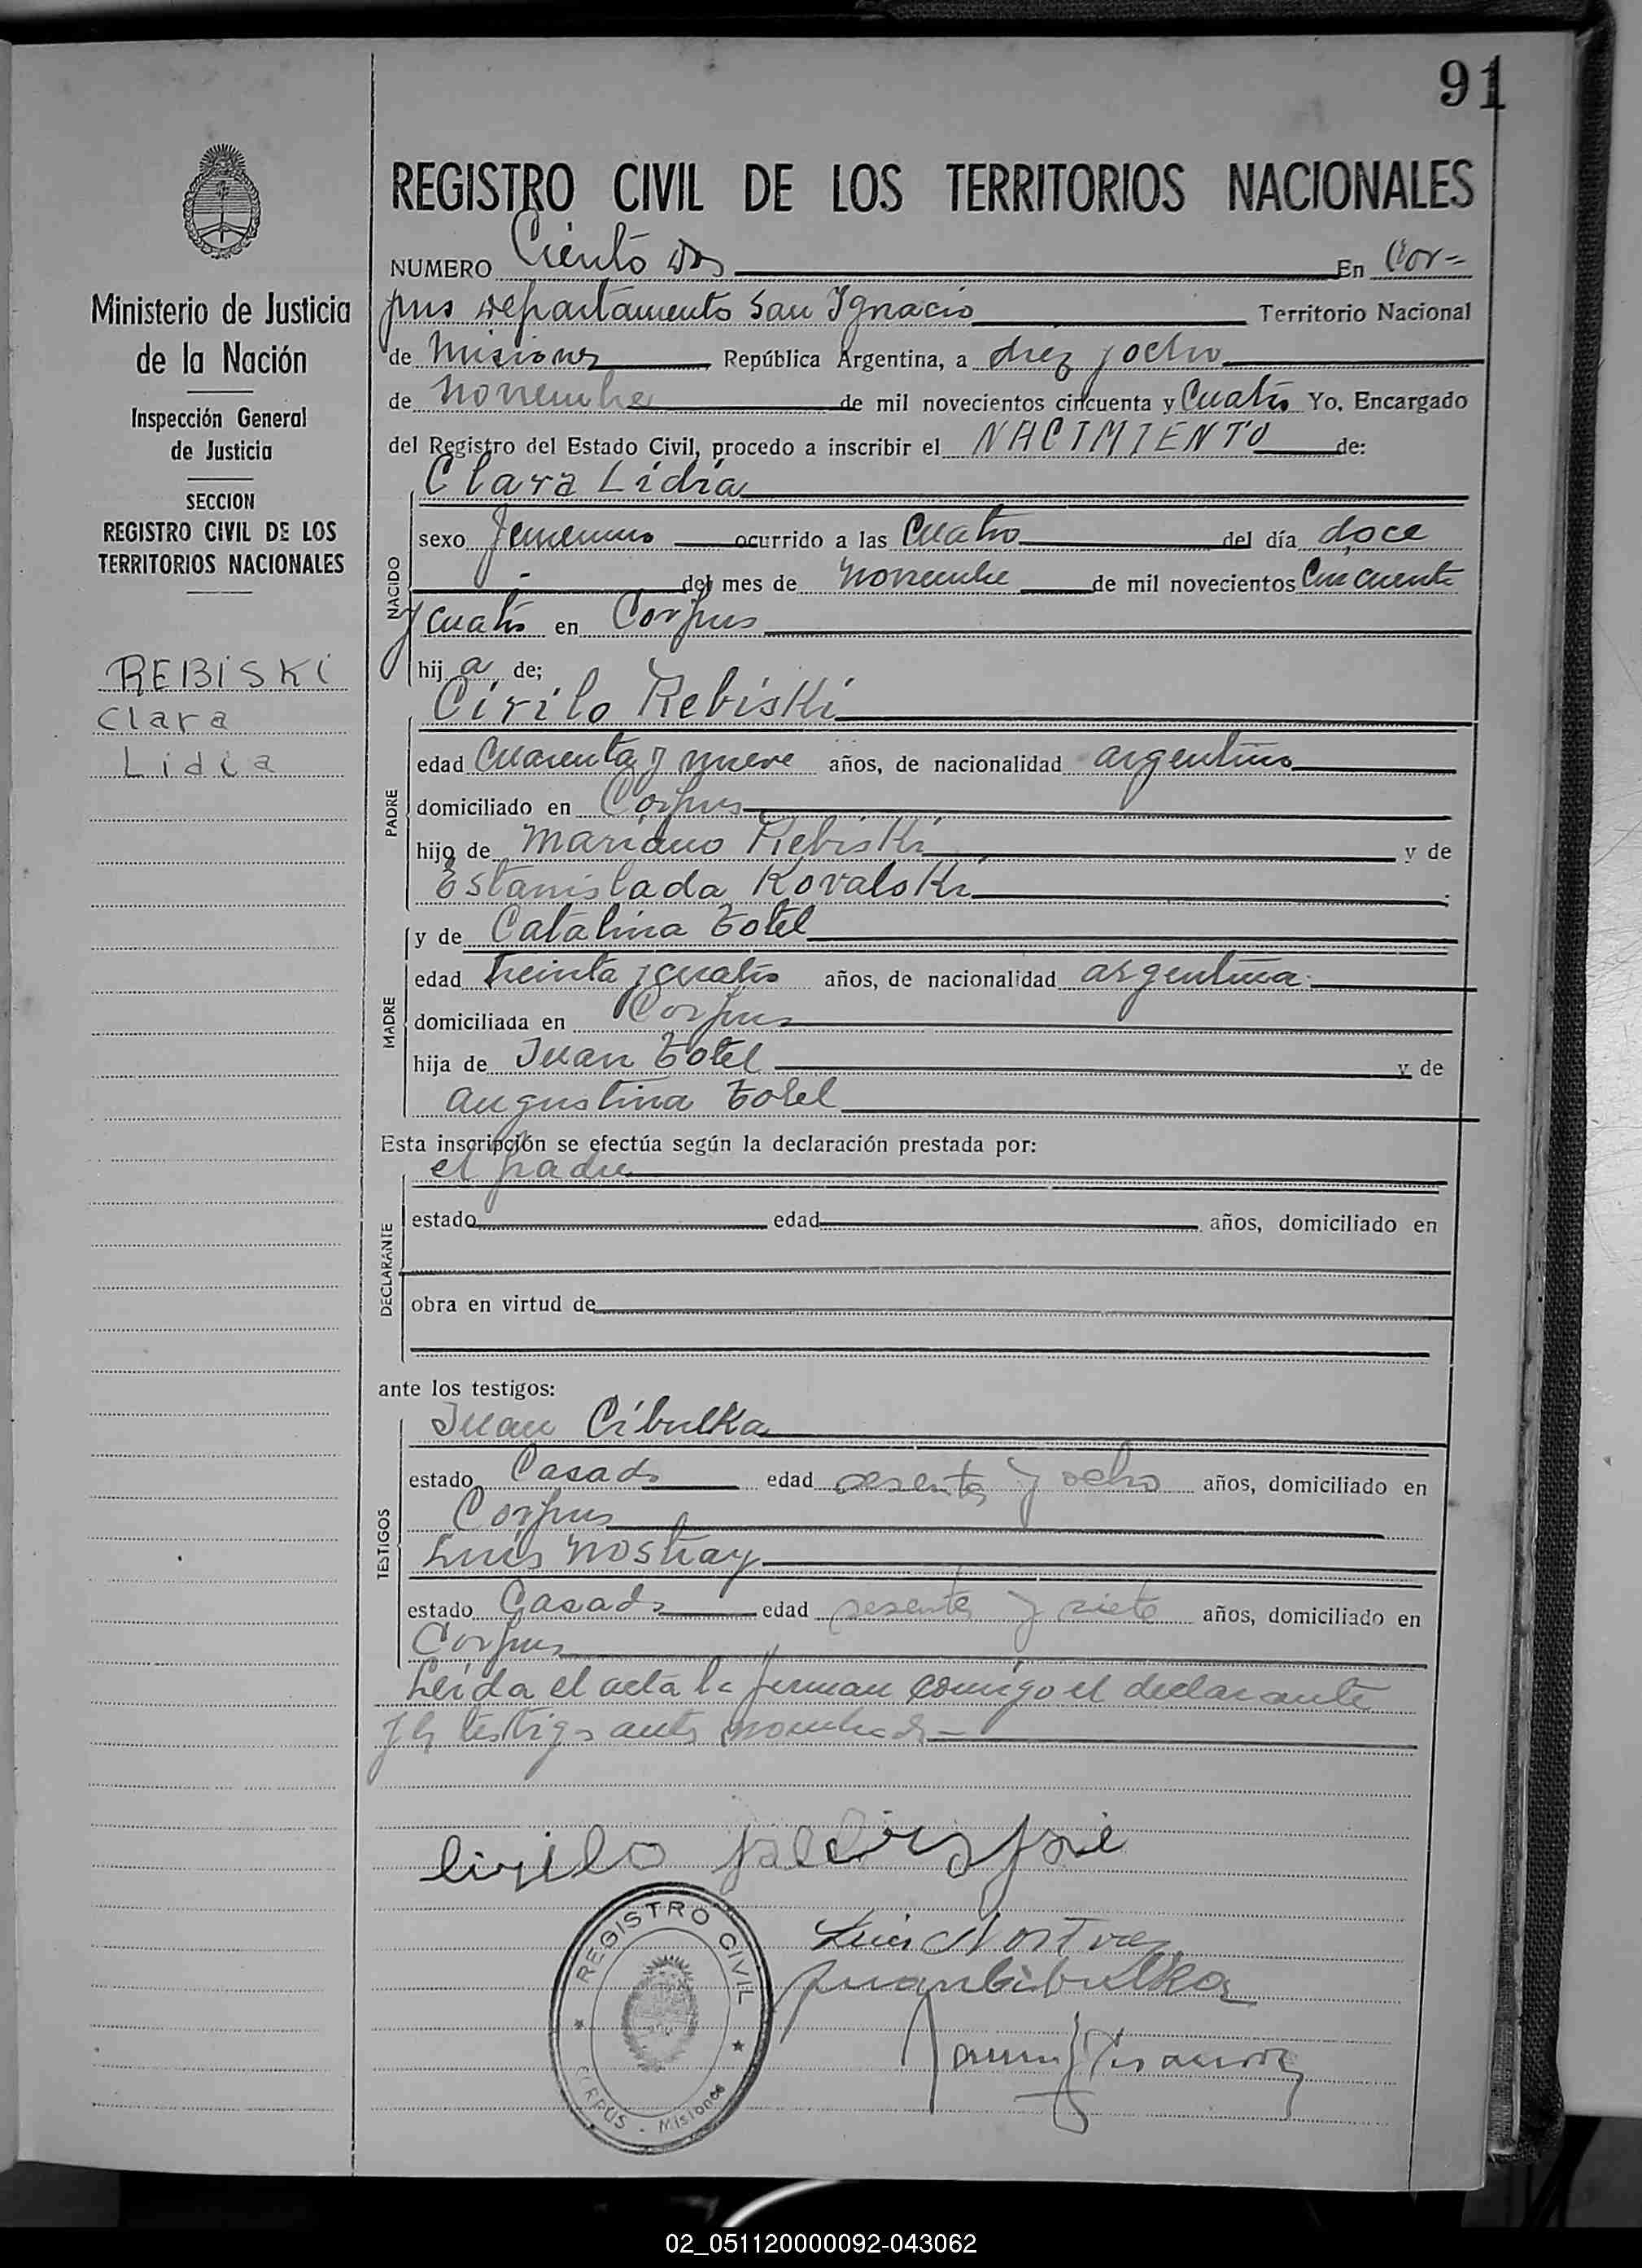 91
REGISTRO CIVIL DE LOS TERRITORIOS NACIONALES
Ministerio de Justicia
de la Nación
Inspección General
de Justicia
SECCION
REGISTRO CIVIL DE LOS
TERRITORIOS NACIONALES
REBISKI
Clara
Lidia
NUMERO Ciento dos En Cor=
pus departamento San Ignacio Territorio Nacional
de Misiones República Argentina, a diez y ocho
de noviembre de mil novecientos cincuenta y Cuatro Yo, Encargado
del Registro del Estado Civil, procedo a inscribir el NACIMIENTO de:
Clara Lidia
NACIDO
sexo femenino ocurrido a las Cuatro del día doce
del mes de noviembre de mil novecientos Cincuenta
y cuatro en Corpus
hij a de;
Cirilo Rebiski
PADRE
edad Cuarenta y nueve años, de nacionalidad argentino
domiciliado en Corpus
hijo de Mariano Rebiski y de
Estanislada Kovalski
y de Catalina Totel
MADRE
edad treinta y cuatro años, de nacionalidad argentina
domiciliada en Corpus
hija de Juan Totel y de
Augustina Totel
Esta inscripción se efectúa según la declaración prestada por:
el padre
DECLARANTE
estado edad años, domiciliado en
obra en virtud de
ante los testigos:
Juan Cibulka
TESTIGOS
estado Casado edad sesenta y ocho años, domiciliado en
Corpus
Luis Nostray
estado Casado edad sesenta y siete años, domiciliado en
Corpus
Leída el acta la firman comigo el declarante
y los testigos antes nombrados=
Cirilo
Luis Nostray
Juan Cibulka
REGISTRO CIVIL
CORPUS - Misiones
02_051120000092-043062